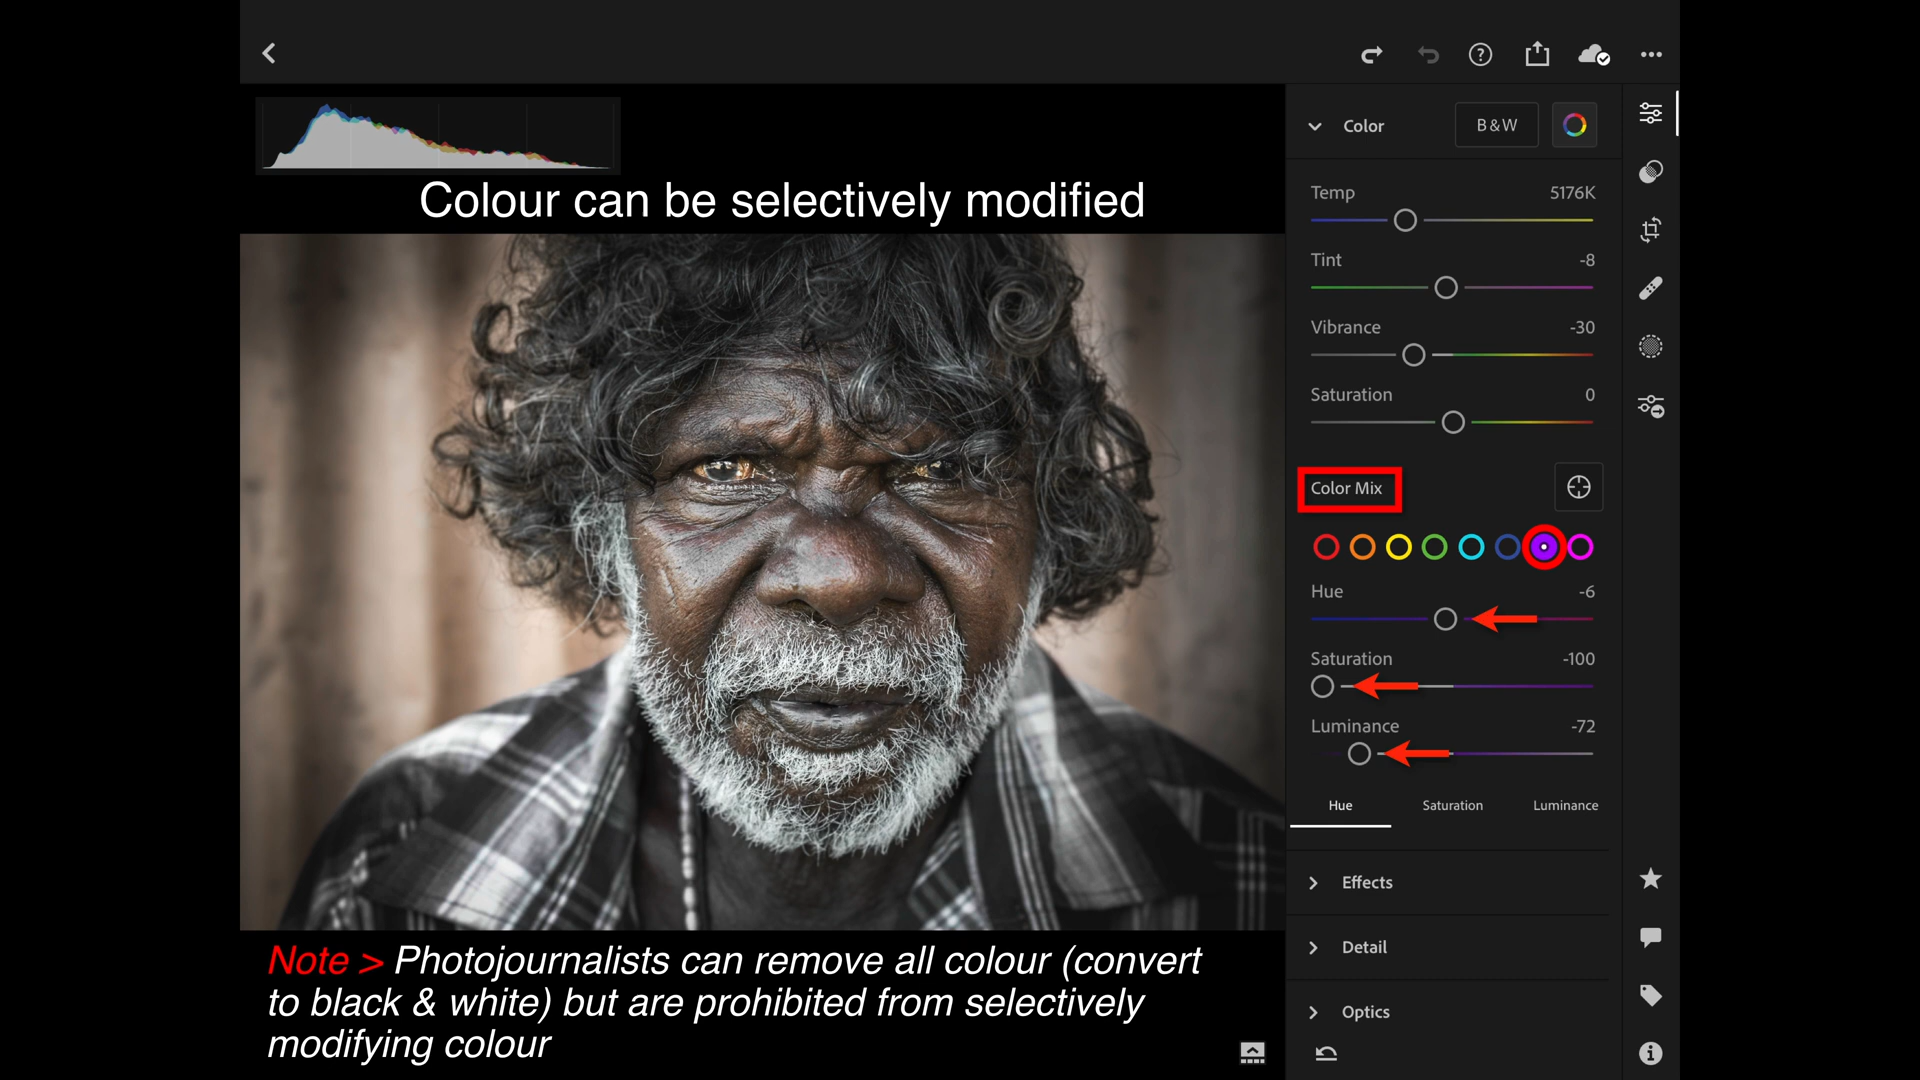 Colour can be selectively modified
Note > Photojournalists can remove all colour (convert
to black & white) but are prohibited from selectively
modifying colour
Color
B&W
Temp 5176K
Tint -8
Vibrance -30
Saturation 0
Color Mix
Hue -6
Saturation -100
Luminance -72
Hue Saturation Luminance
Effects
Detail
Optics